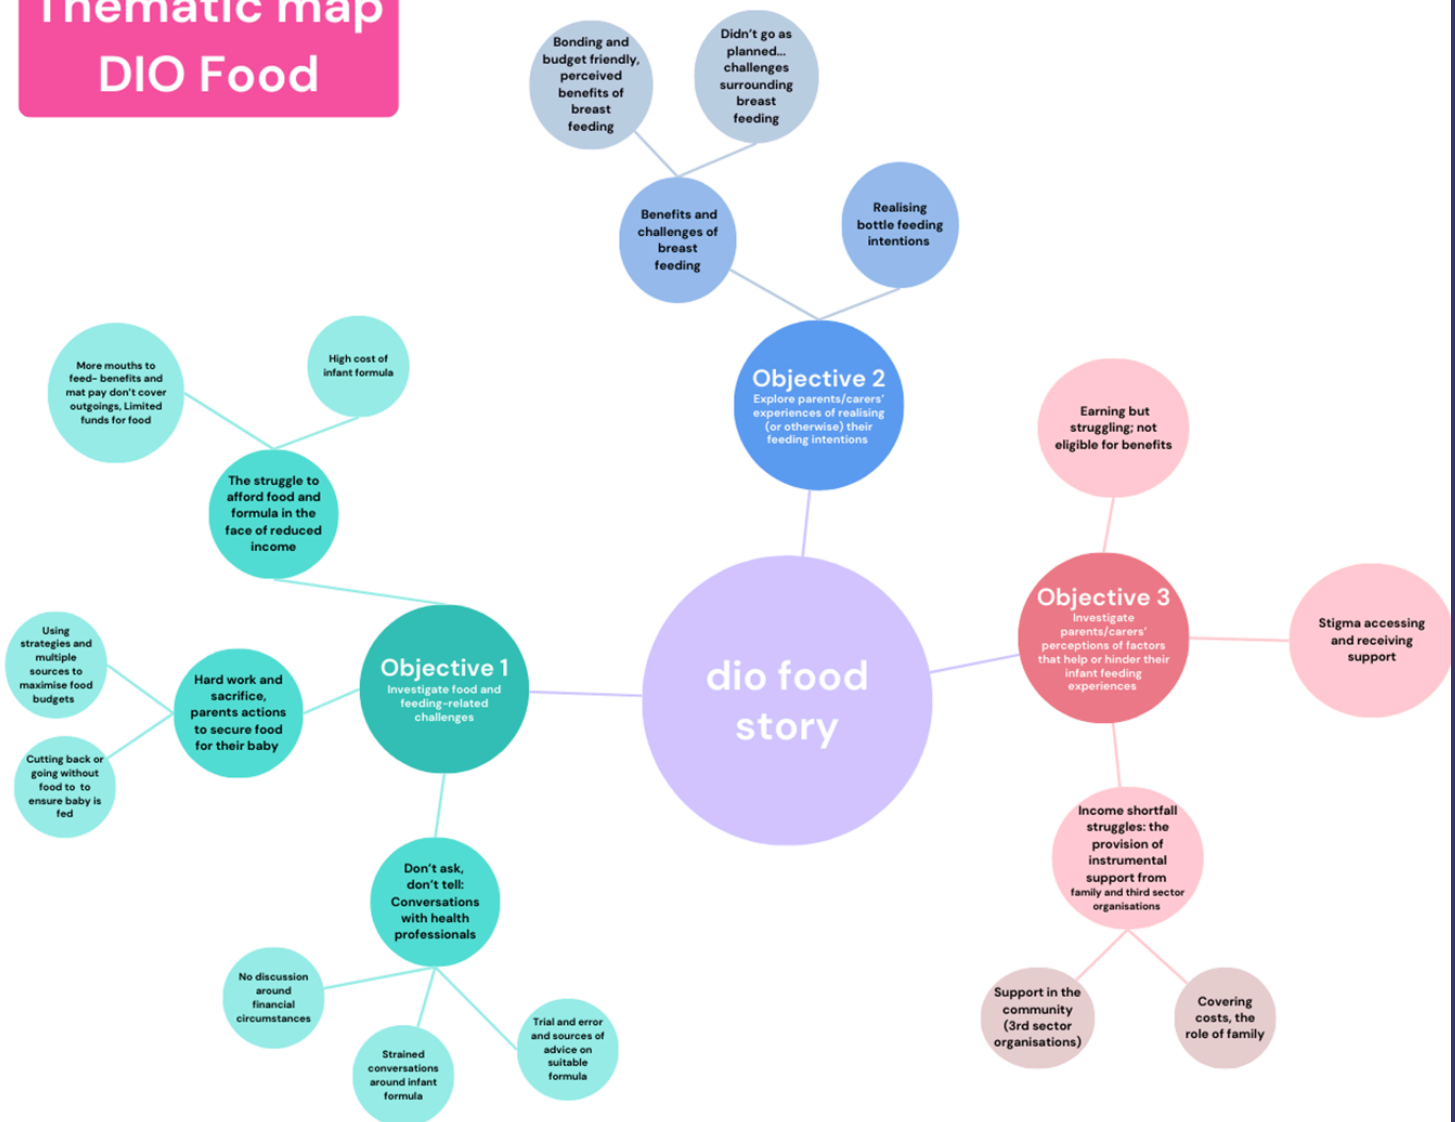 Thematic map
DIO Food
Bonding and
budget friendly,
perceived
benefits of
breast
feeding
Didn't go as
planned...
challenges
surrounding
breast
feeding
Benefits and
challenges of
breast
feeding
Realising
bottle feeding
intentions
Objective 2
Explore parents/carers'
experiences of realising
(or otherwise) their
feeding intentions
More mouths to
feed- benefits and
mat pay don't cover
outgoings, Limited
funds for food
High cost of
infant formula
The struggle to
afford food and
formula in the
face of reduced
income
Earning but
struggling; not
eligible for benefits
Objective 3
Investigate
parents/carers'
perceptions of factors
that help or hinder their
infant feeding
experiences
Stigma accessing
and receiving
support
Using
strategies and
multiple
sources to
maximise food
budgets
Hard work and
sacrifice,
parents actions
to secure food
for their baby
Objective 1
Investigate food and
feeding-related
challenges
dio food
story
Cutting back or
going without
food to  to
ensure baby is
fed
Don't ask,
don't tell:
Conversations
with health
professionals
Income shortfall
struggles: the
provision of
instrumental
support from
family and third sector
organisations
No discussion
around
financial
circumstances
Strained
conversations
around infant
formula
Trial and error
and sources of
advice on
suitable
formula
Support in the
community
(3rd sector
organisations)
Covering
costs, the
role of family